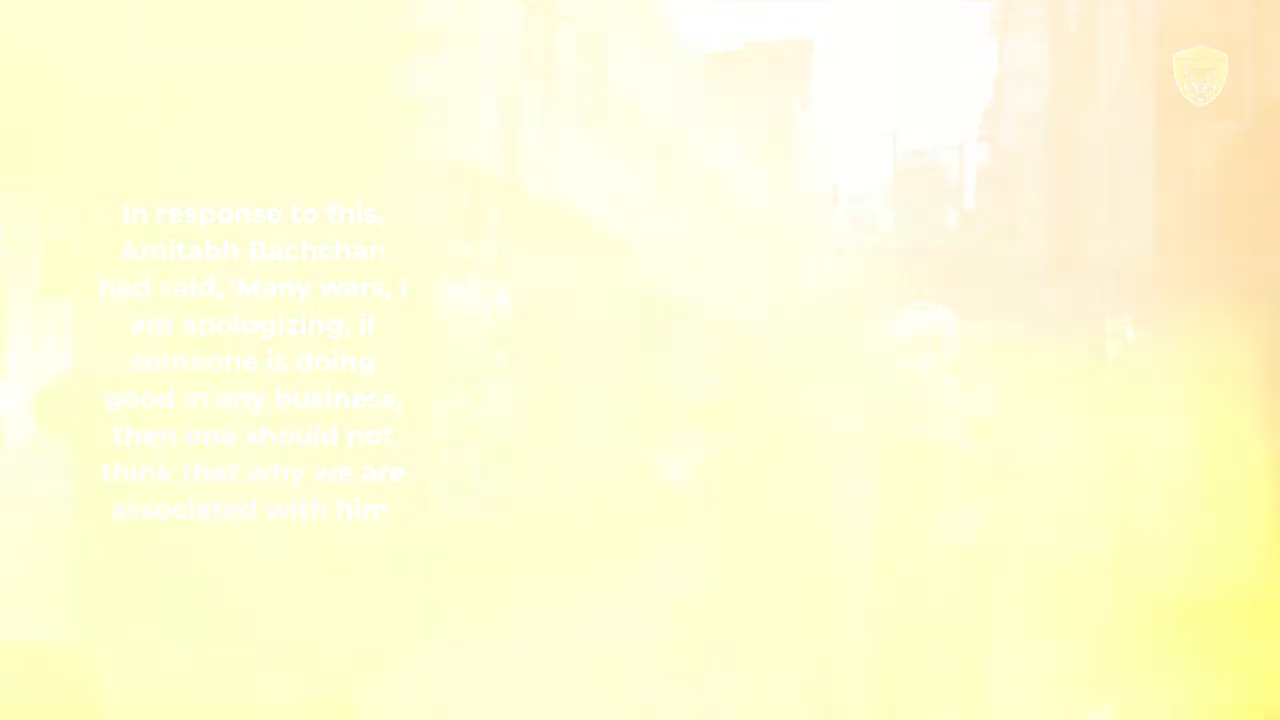 In response to this,
Amitabh Bachchan
had said, 'Many wars, I
am apologizing, if
someone is doing
good in any business,
then one should not
think that why we are
associated with him